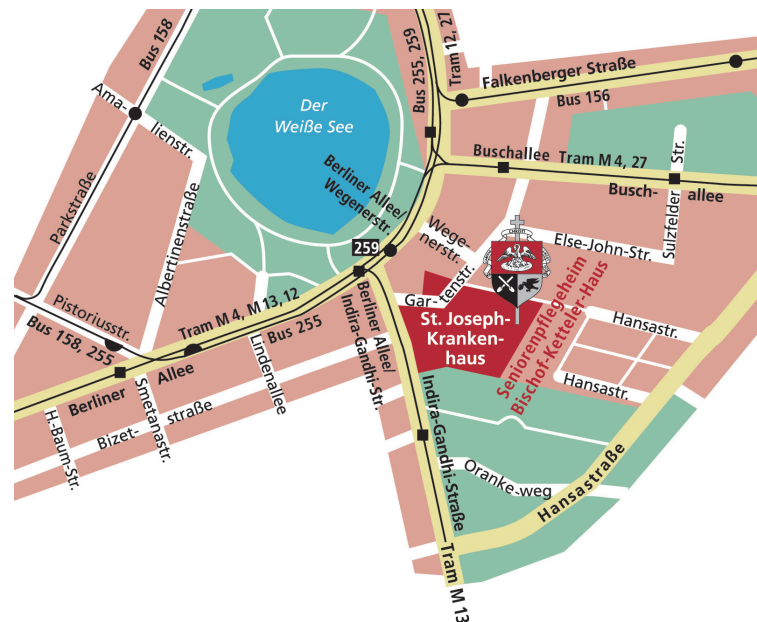 Bus 158
Bus 255, 259
Tram 12, 27
Falkenberger Straße
Bus 156
Ama-
lienstr.
Der
Weiße See
Buschallee Tram M 4, 27
Busch- allee
Sulzfelder Str.
Parkstraße
Albertinenstraße
Berliner Allee/
Wegenerstr.
Wege-
nerstr.
Else-John-Str.
259
Gar-tenstr.
St. Joseph-
Kranken-
haus
Seniorenpflegeheim
Bischof-Ketteler-Haus
Hansastr.
Hansastr.
Pistoriusstr.
Bus 158, 255
Tram M 4, M 13, 12
Bus 255
Berliner Allee/
Indira-Gandhi-Str.
Lindenallee
Berliner Allee
Smetanastr.
H.-Baum-Str.
Bizet- straße
Indira-Gandhi-Straße
Oranke-weg
Hansastraße
Tram M 13